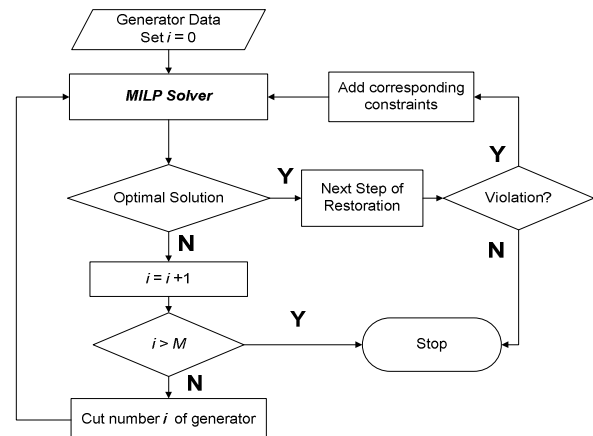 Generator Data
Set i = 0
MILP Solver
Add corresponding
constraints
Y
Optimal Solution
Y
Next Step of
Restoration
Violation?
N
N
i = i +1
i > M
Y
Stop
N
Cut number i of generator